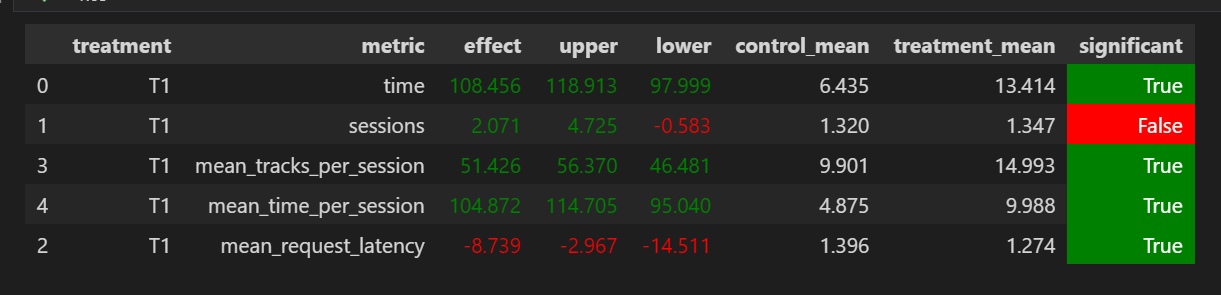 treatment metric effect upper lower control_mean treatment_mean significant
0 T1 time 108.456 118.913 97.999 6.435 13.414 True
1 T1 sessions 2.071 4.725 -0.583 1.320 1.347 False
3 T1 mean_tracks_per_session 51.426 56.370 46.481 9.901 14.993 True
4 T1 mean_time_per_session 104.872 114.705 95.040 4.875 9.988 True
2 T1 mean_request_latency -8.739 -2.967 -14.511 1.396 1.274 True